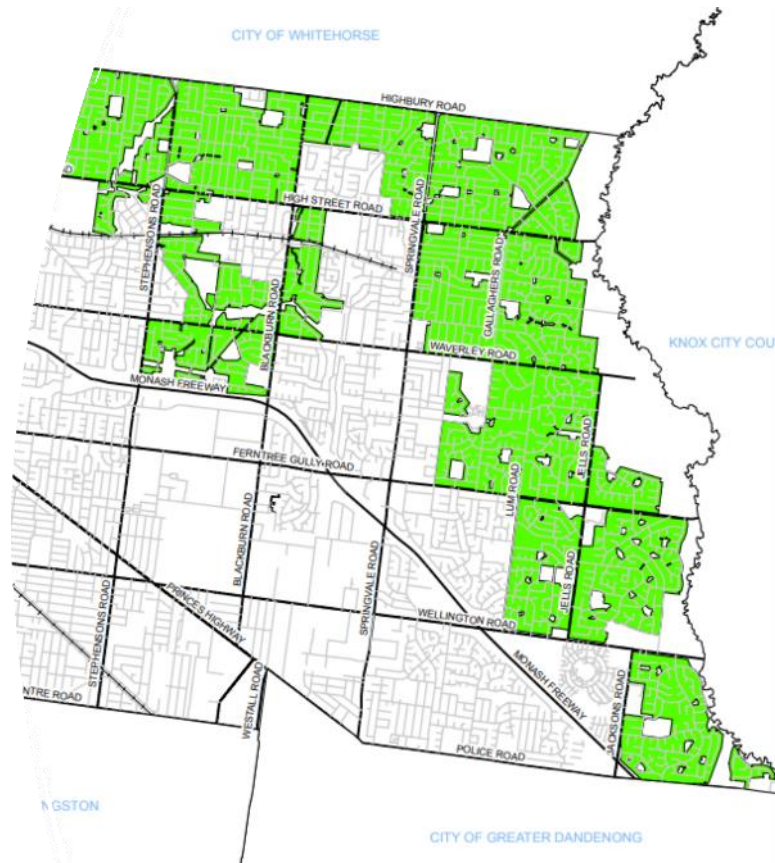 CITY OF WHITEHORSE
HIGHBURY ROAD
HIGH STREET ROAD
STEPHENSONS ROAD
SPRINGVALE ROAD
GALLAGHERS ROAD
BLACKBURN ROAD
WAVERLEY ROAD
KNOX CITY COU
MONASH FREEWAY
FERNTREE GULLY ROAD
JELLS ROAD
LUM ROAD
BLACKBURN ROAD
SPRINGVALE ROAD
JELLS ROAD
STEPHENSONS ROAD
PRINCES HIGHWAY
WELLINGTON ROAD
MONASH FREEWAY
JACKSONS ROAD
NTRE ROAD
WESTALL ROAD
POLICE ROAD
NGSTON
CITY OF GREATER DANDENONG